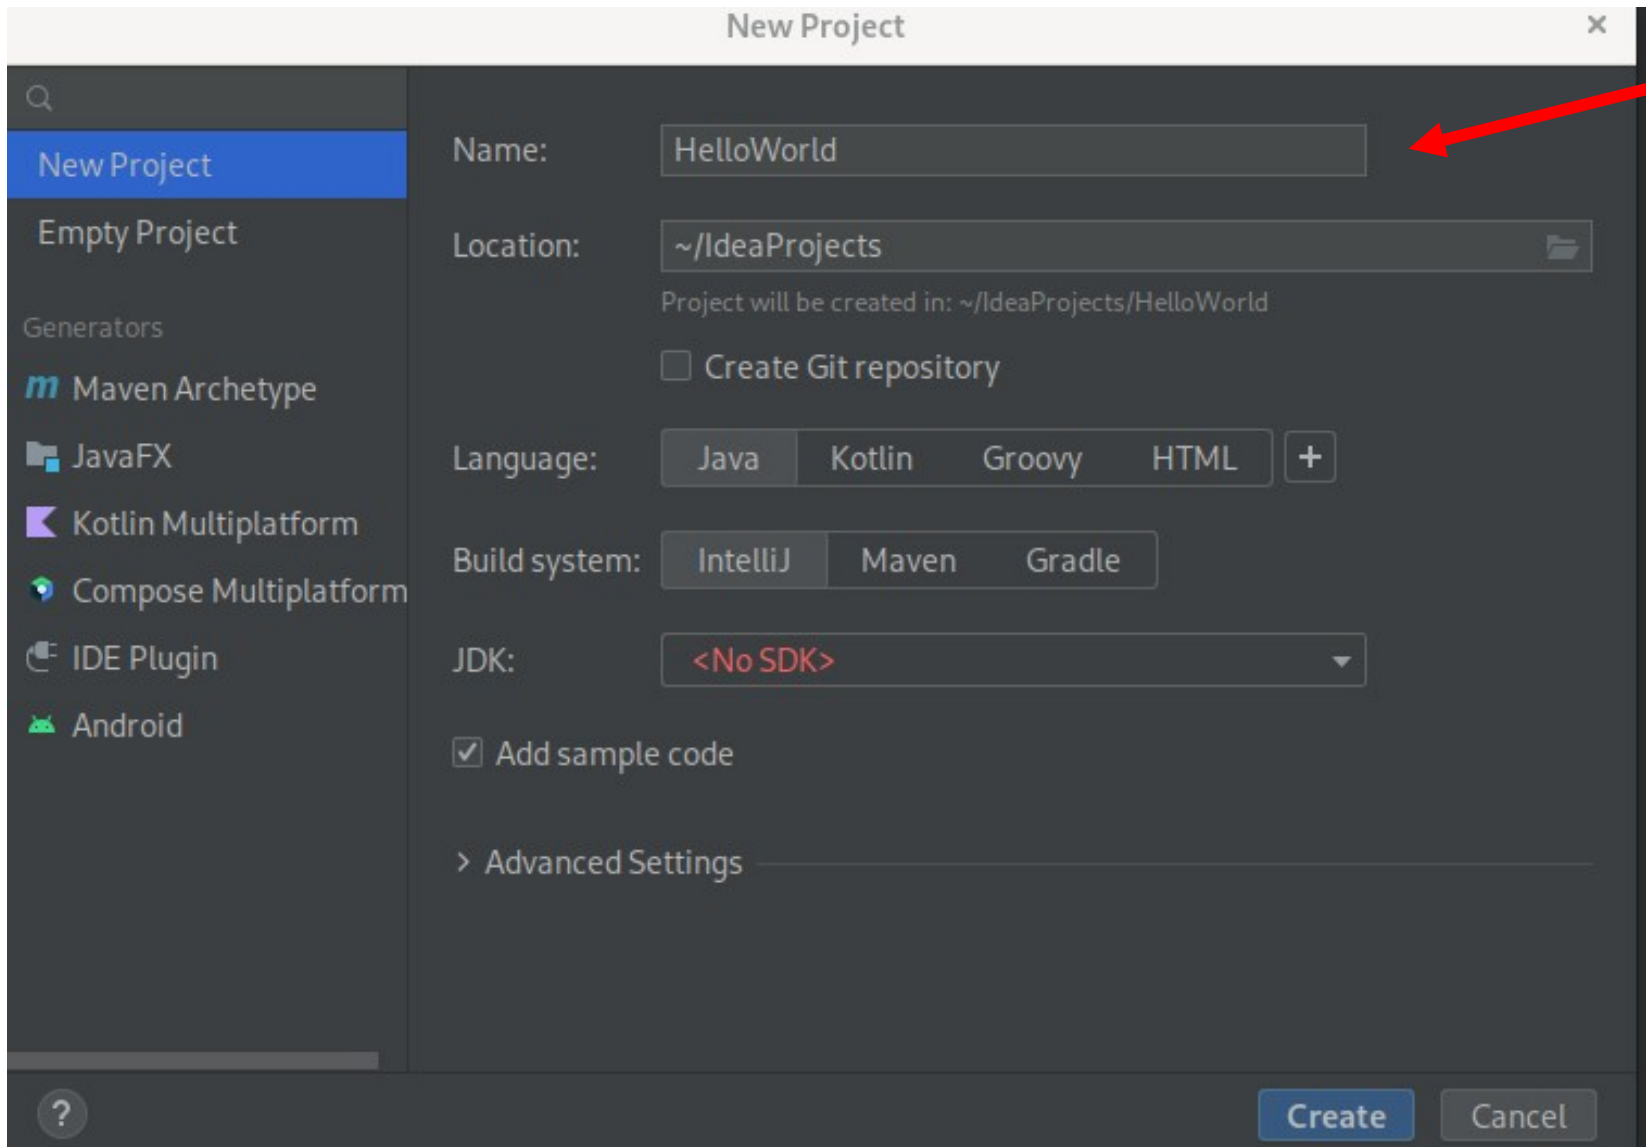 New Project
New Project
Empty Project
Generators
Maven Archetype
JavaFX
Kotlin Multiplatform
Compose Multiplatform
IDE Plugin
Android
Name: HelloWorld
Location: ~/IdeaProjects
Project will be created in: ~/IdeaProjects/HelloWorld
Create Git repository
Language: Java Kotlin Groovy HTML +
Build system: IntelliJ Maven Gradle
JDK: <No SDK>
Add sample code
Advanced Settings
? Create Cancel